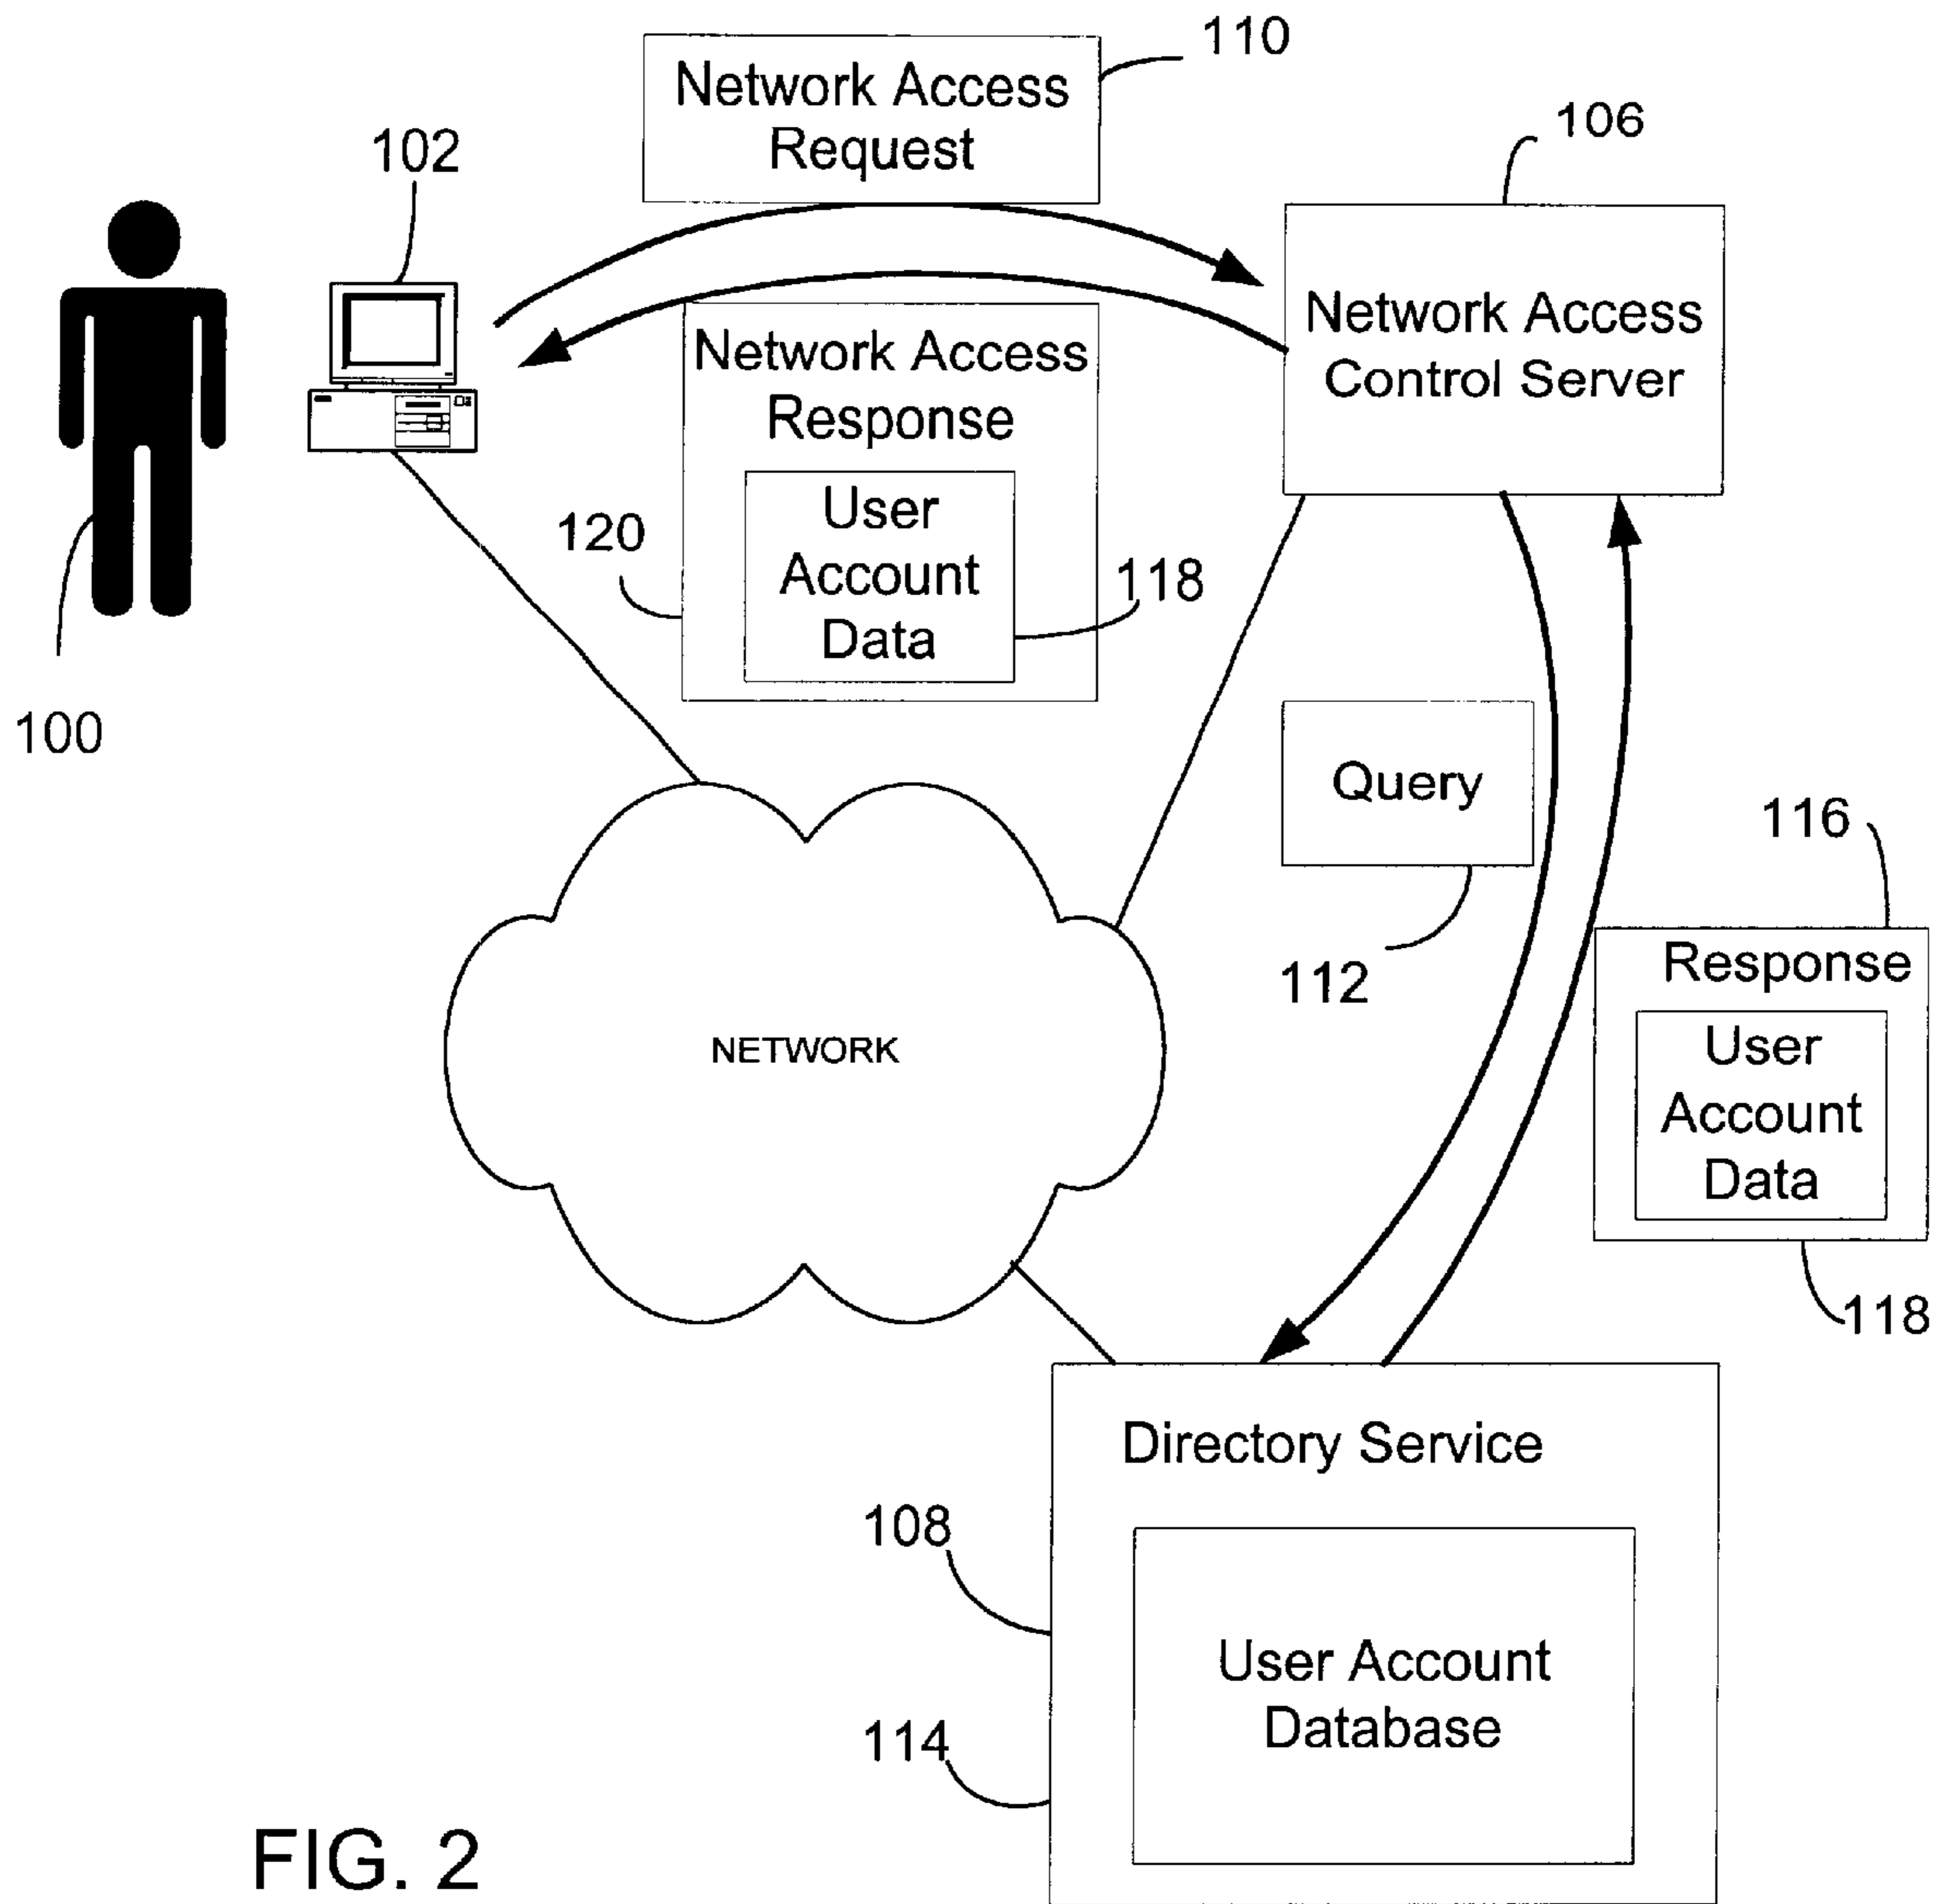 110
Network Access
Request
102
106
Network Access
Control Server
Network Access
Response
User
Account
Data
120
118
100
Query
112
116
Response
User
Account
Data
118
NETWORK
Directory Service
108
User Account
Database
114
FIG. 2